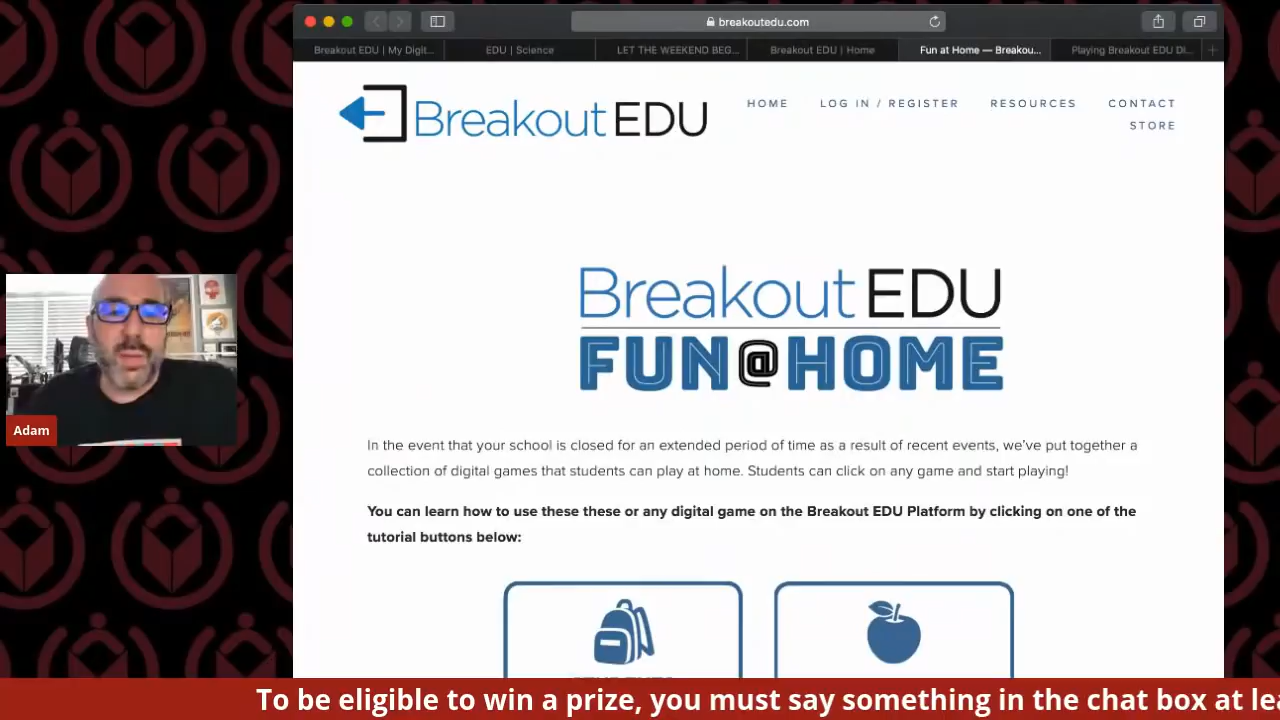 breakoutedu.com
Breakout EDU | My Digit...
EDU | Science
LET THE WEEKEND BEG...
Breakout EDU | Home
Fun at Home — Breakou...
Playing Breakout EDU Di...
Breakout EDU
HOME
LOG IN / REGISTER
RESOURCES
CONTACT
STORE
Breakout EDU
FUN@HOME
In the event that your school is closed for an extended period of time as a result of recent events, we've put together a
collection of digital games that students can play at home. Students can click on any game and start playing!
You can learn how to use these these or any digital game on the Breakout EDU Platform by clicking on one of the
tutorial buttons below:
Adam
To be eligible to win a prize, you must say something in the chat box at lea